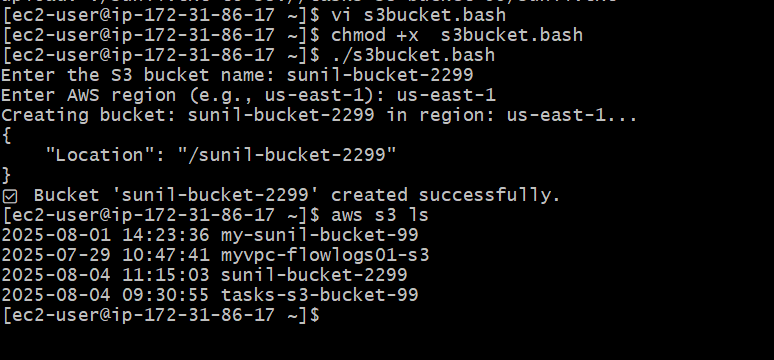 [ec2-user@ip-172-31-86-17 ~]$ vi s3bucket.bash
[ec2-user@ip-172-31-86-17 ~]$ chmod +x  s3bucket.bash
[ec2-user@ip-172-31-86-17 ~]$ ./s3bucket.bash
Enter the S3 bucket name: sunil-bucket-2299
Enter AWS region (e.g., us-east-1): us-east-1
Creating bucket: sunil-bucket-2299 in region: us-east-1...
{
    "Location": "/sunil-bucket-2299"
}
☑ Bucket 'sunil-bucket-2299' created successfully.
[ec2-user@ip-172-31-86-17 ~]$ aws s3 ls
2025-08-01 14:23:36 my-sunil-bucket-99
2025-07-29 10:47:41 myvpc-flowlogs01-s3
2025-08-04 11:15:03 sunil-bucket-2299
2025-08-04 09:30:55 tasks-s3-bucket-99
[ec2-user@ip-172-31-86-17 ~]$